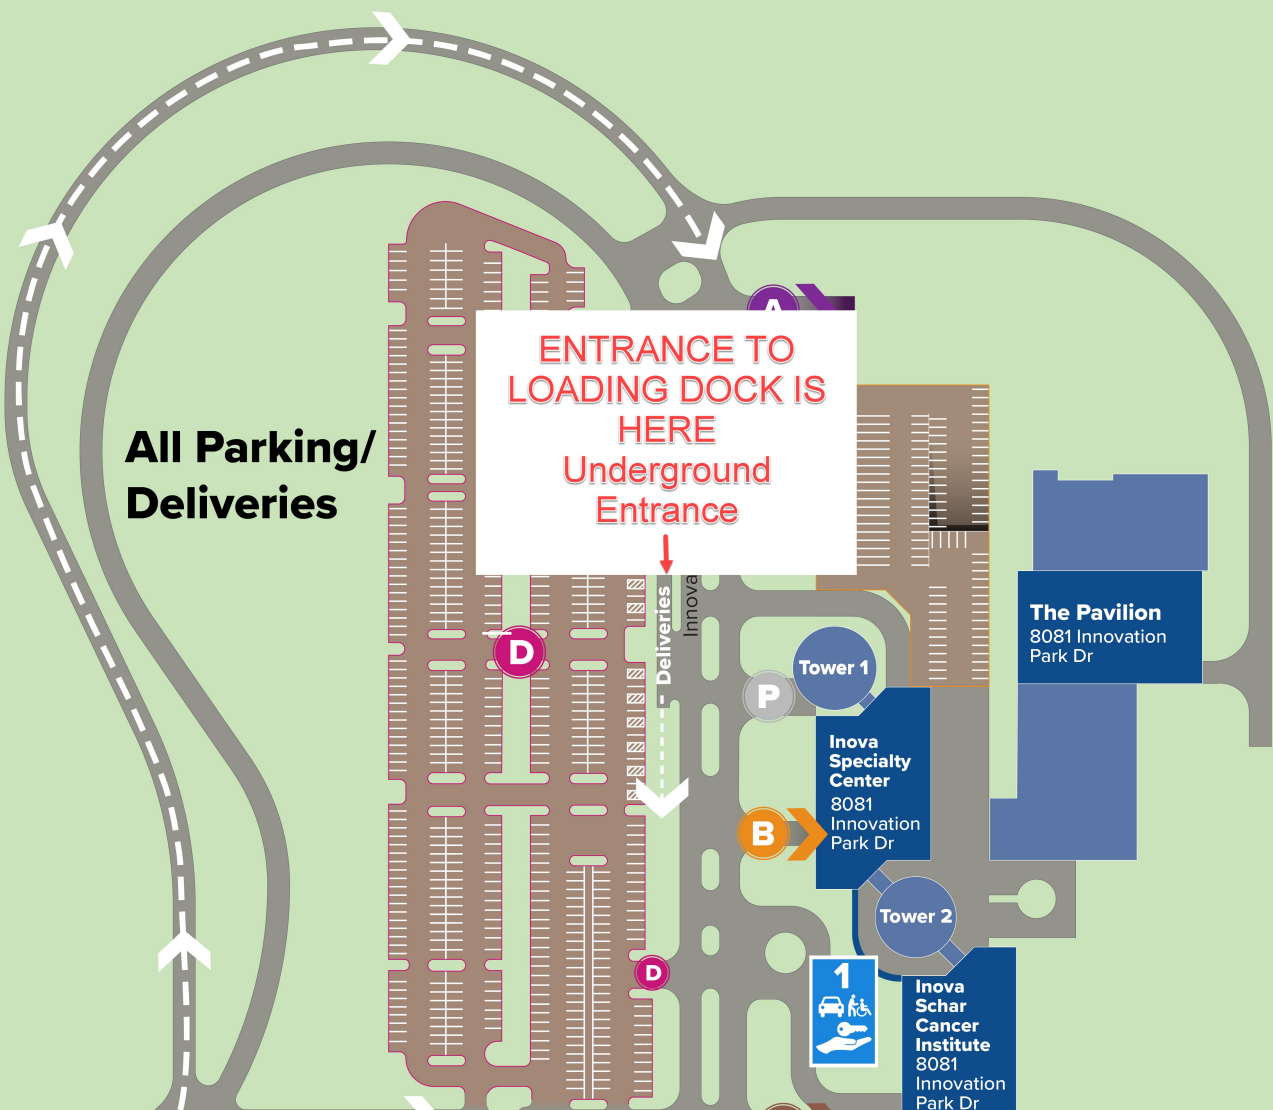 A
ENTRANCE TO
LOADING DOCK IS
HERE
Underground
Entrance
All Parking/
Deliveries
Deliveries
Innova
D
The Pavilion
8081 Innovation
Park Dr
Tower 1
P
Inova
Specialty
Center
8081
Innovation
Park Dr
B
Tower 2
D
1
Inova
Schar
Cancer
Institute
8081
Innovation
Park Dr